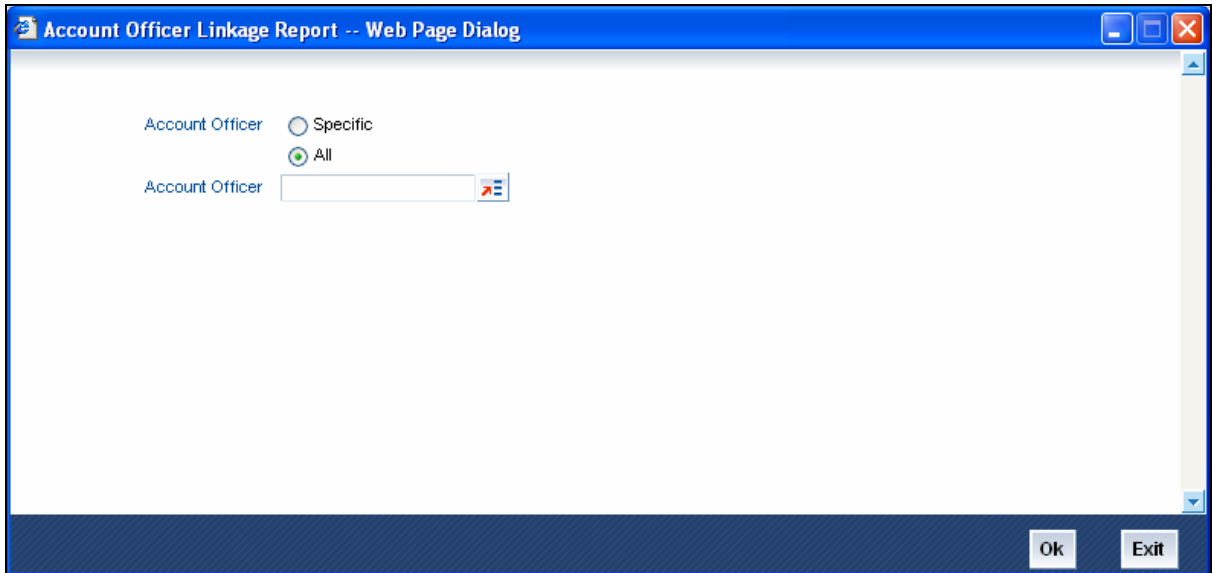 Account Officer Linkage Report -- Web Page Dialog
Account Officer Specific
All
Account Officer
Ok Exit